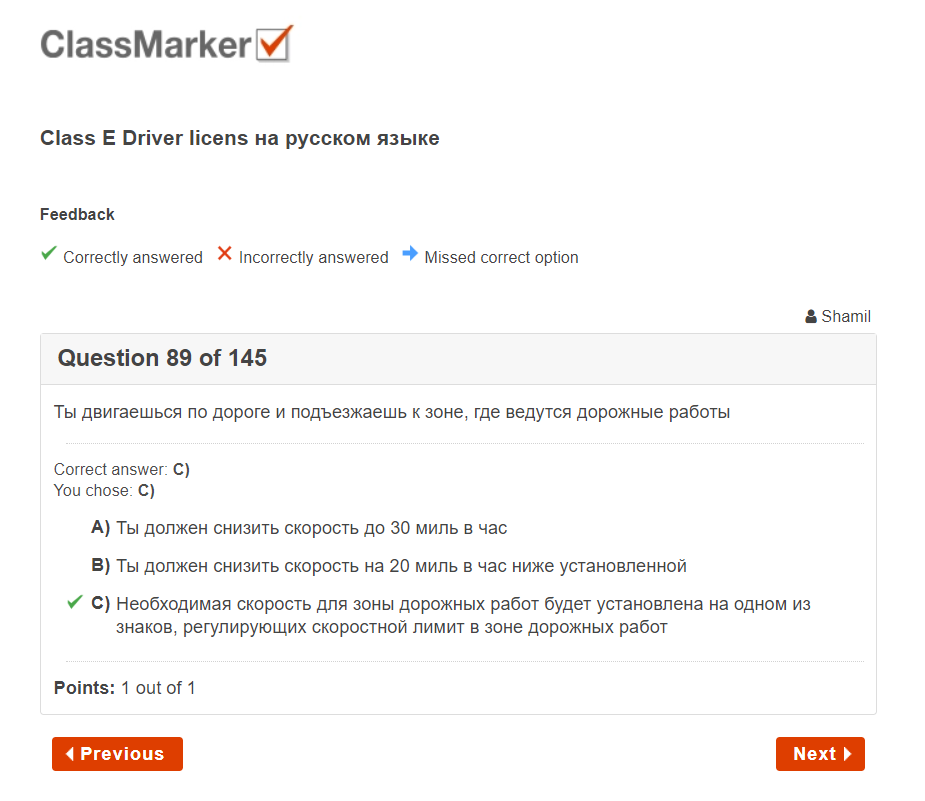 ClassMarker
Class E Driver licens на русском языке
Feedback
Correctly answered Incorrectly answered Missed correct option
Shamil
Question 89 of 145
Ты двигаешься по дороге и подъезжаешь к зоне, где ведутся дорожные работы
Correct answer: C)
You chose: C)
A) Ты должен снизить скорость до 30 миль в час
B) Ты должен снизить скорость на 20 миль в час ниже установленной
C) Необходимая скорость для зоны дорожных работ будет установлена на одном из
знаков, регулирующих скоростной лимит в зоне дорожных работ
Points: 1 out of 1
Previous
Next